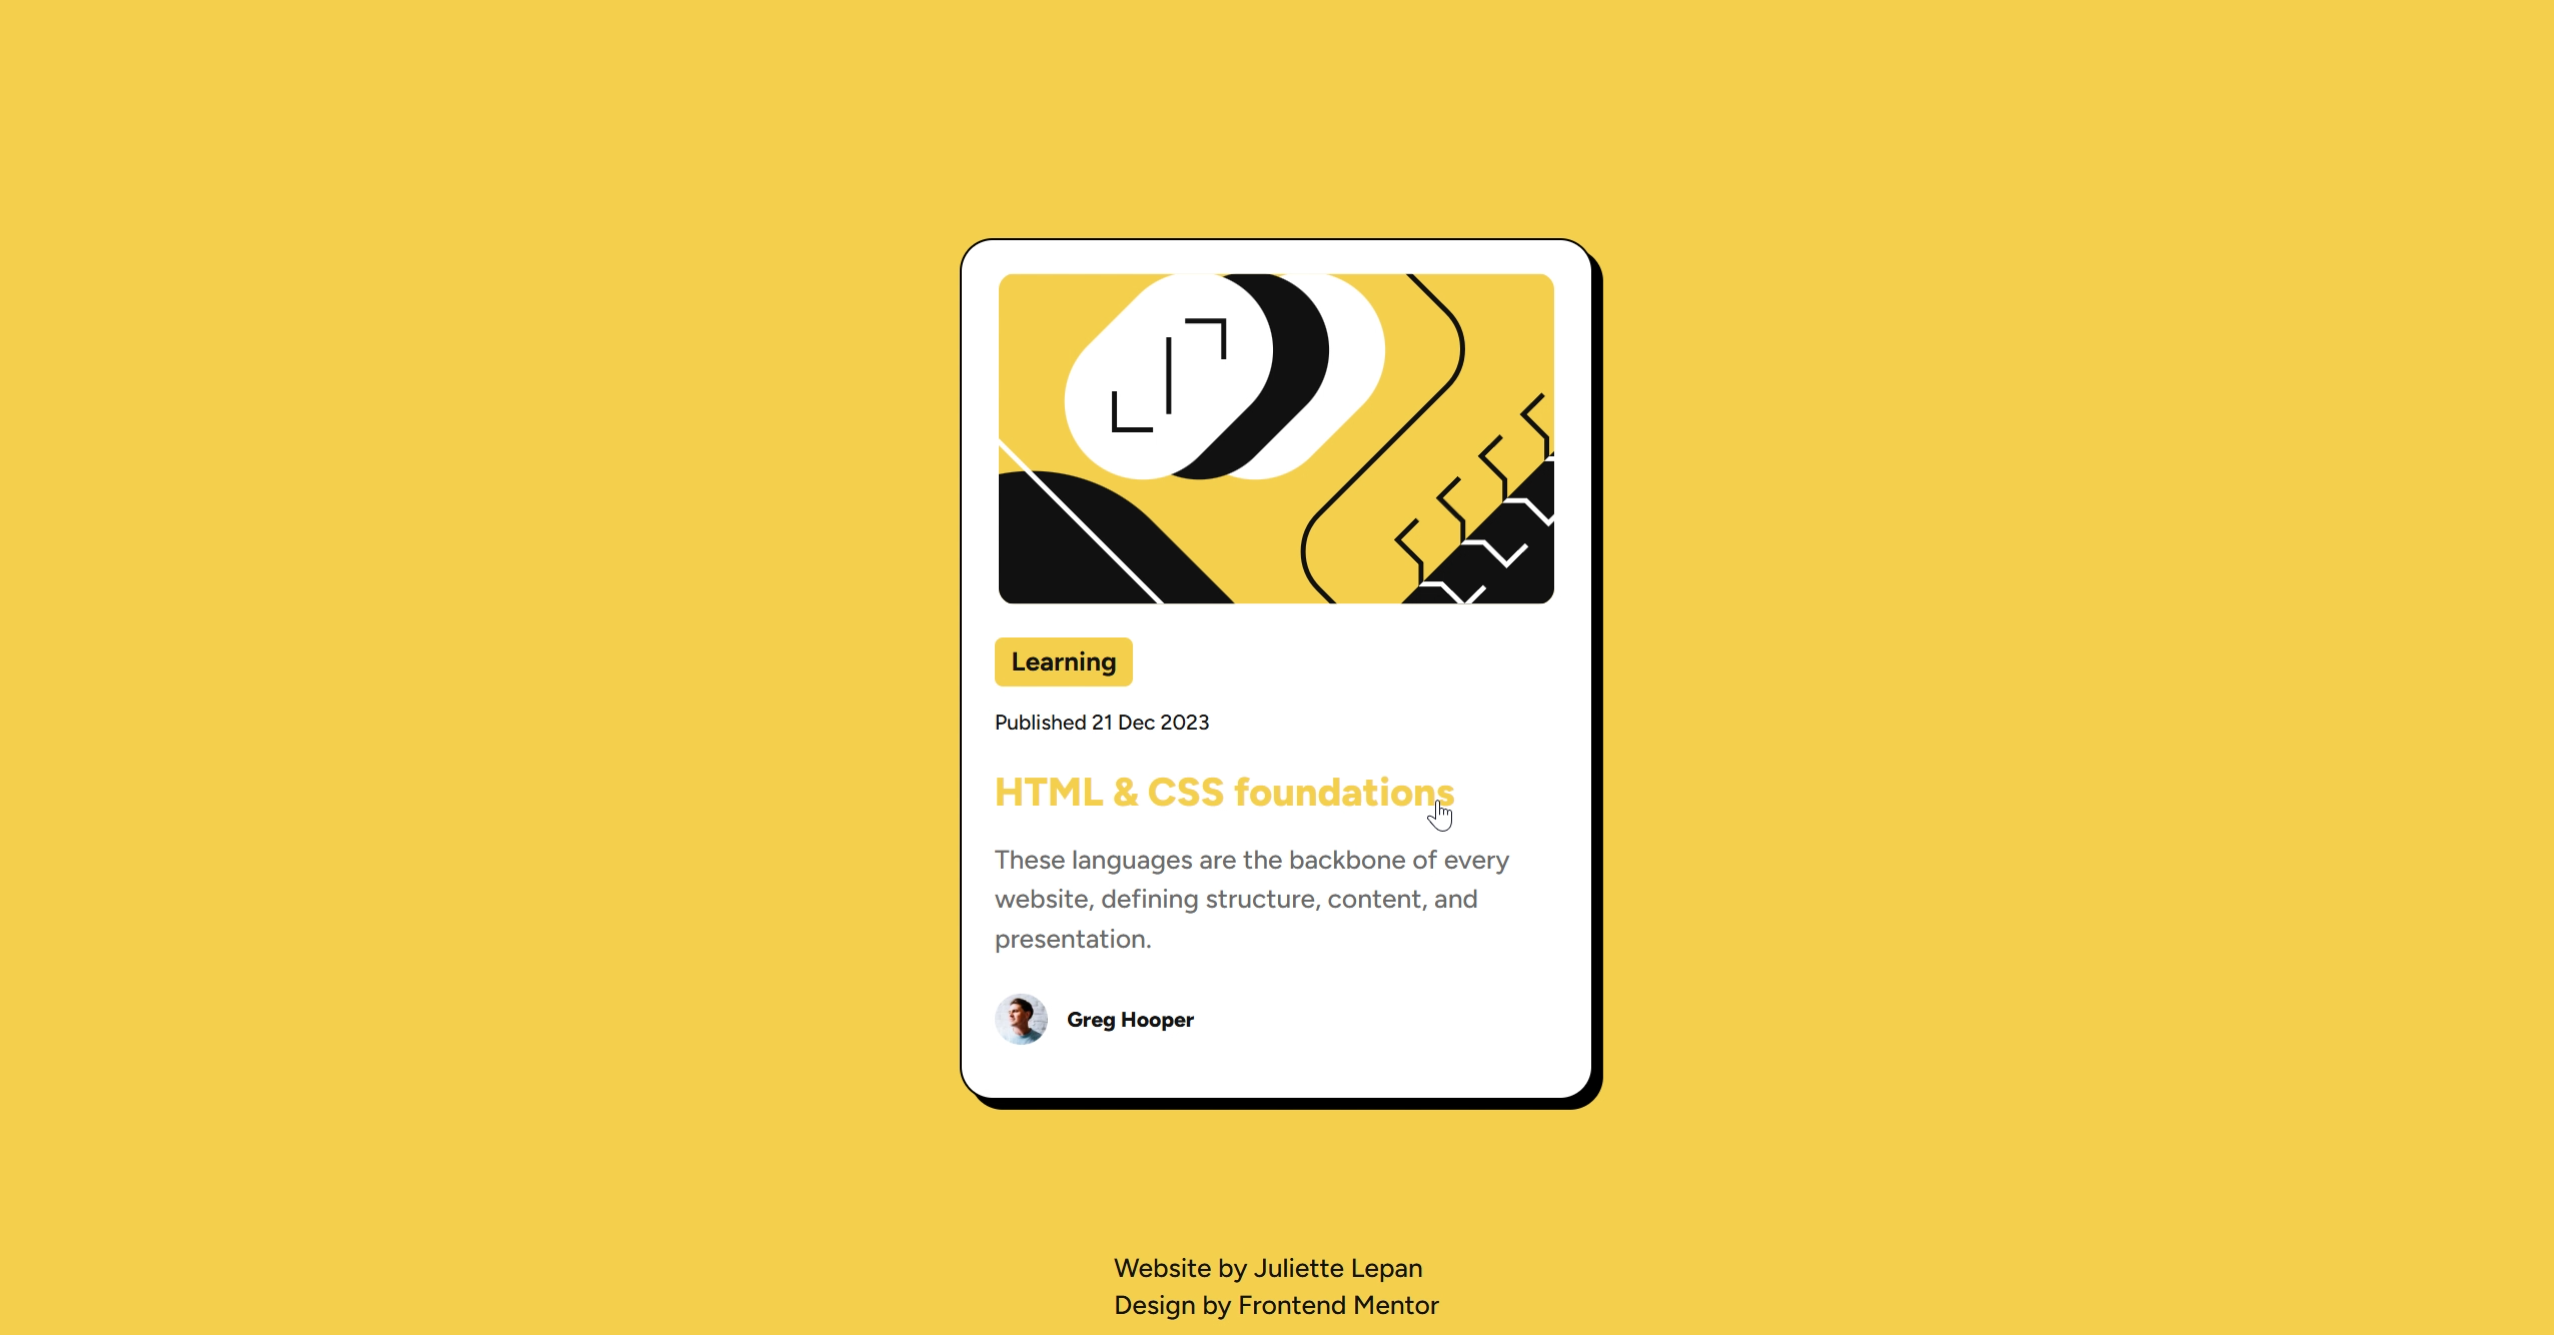 Learning
Published 21 Dec 2023
HTML & CSS foundations
These languages are the backbone of every
website, defining structure, content, and
presentation.
Greg Hooper
Website by Juliette Lepan
Design by Frontend Mentor